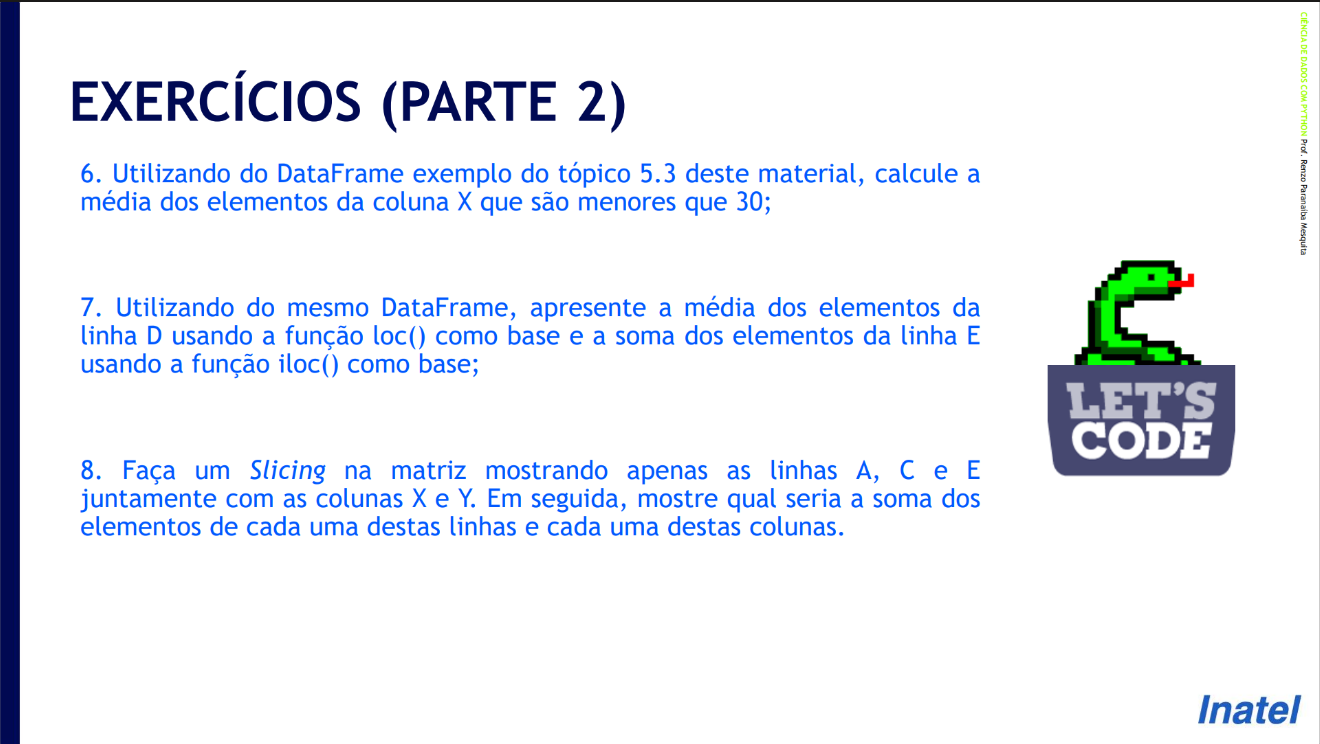 EXERCÍCIOS (PARTE 2)
6. Utilizando do DataFrame exemplo do tópico 5.3 deste material, calcule a
média dos elementos da coluna X que são menores que 30;
7. Utilizando do mesmo DataFrame, apresente a média dos elementos da
linha D usando a função loc() como base e a soma dos elementos da linha E
usando a função iloc() como base;
8. Faça um Slicing na matriz mostrando apenas as linhas A, C e E
juntamente com as colunas X e Y. Em seguida, mostre qual seria a soma dos
elementos de cada uma destas linhas e cada uma destas colunas.
CIÊNCIA DE DADOS COM PYTHON Prof. Renzo Paranaíba Mesquita
LET'S
CODE
Inatel